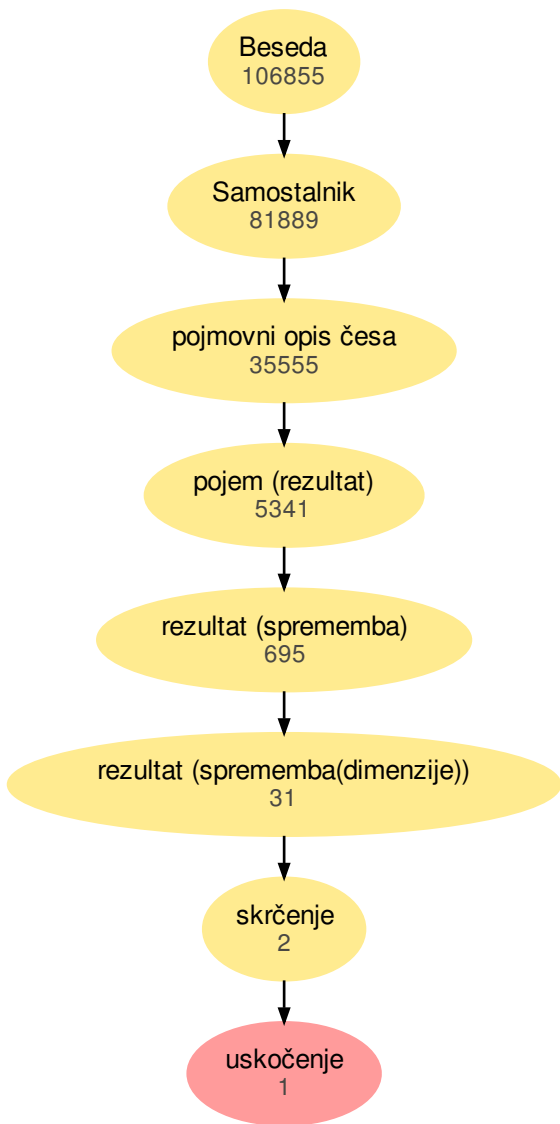 Beseda
106855
Samostalnik
81889
pojmovni opis česa
35555
pojem (rezultat)
5341
rezultat (sprememba)
695
rezultat (sprememba(dimenzije))
31
skrčenje
2
uskočenje
1